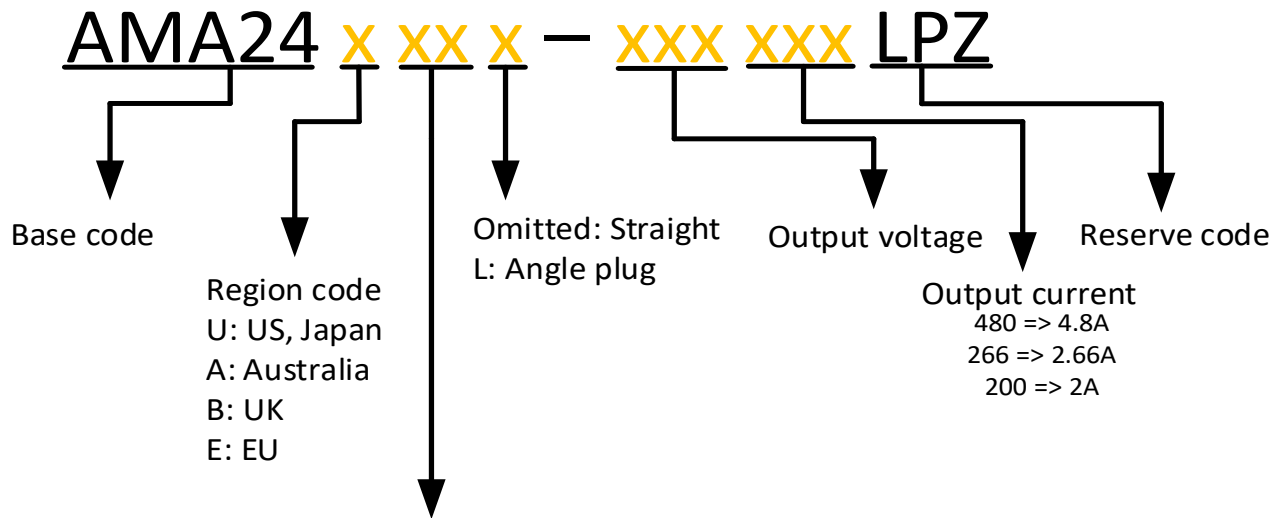 AMA24 x xx x – xxx xxx LPZ
Base code
Region code
U: US, Japan
A: Australia
B: UK
E: EU
Omitted: Straight
L: Angle plug
Output voltage
Output current
480 => 4.8A
266 => 2.66A
200 => 2A
Reserve code